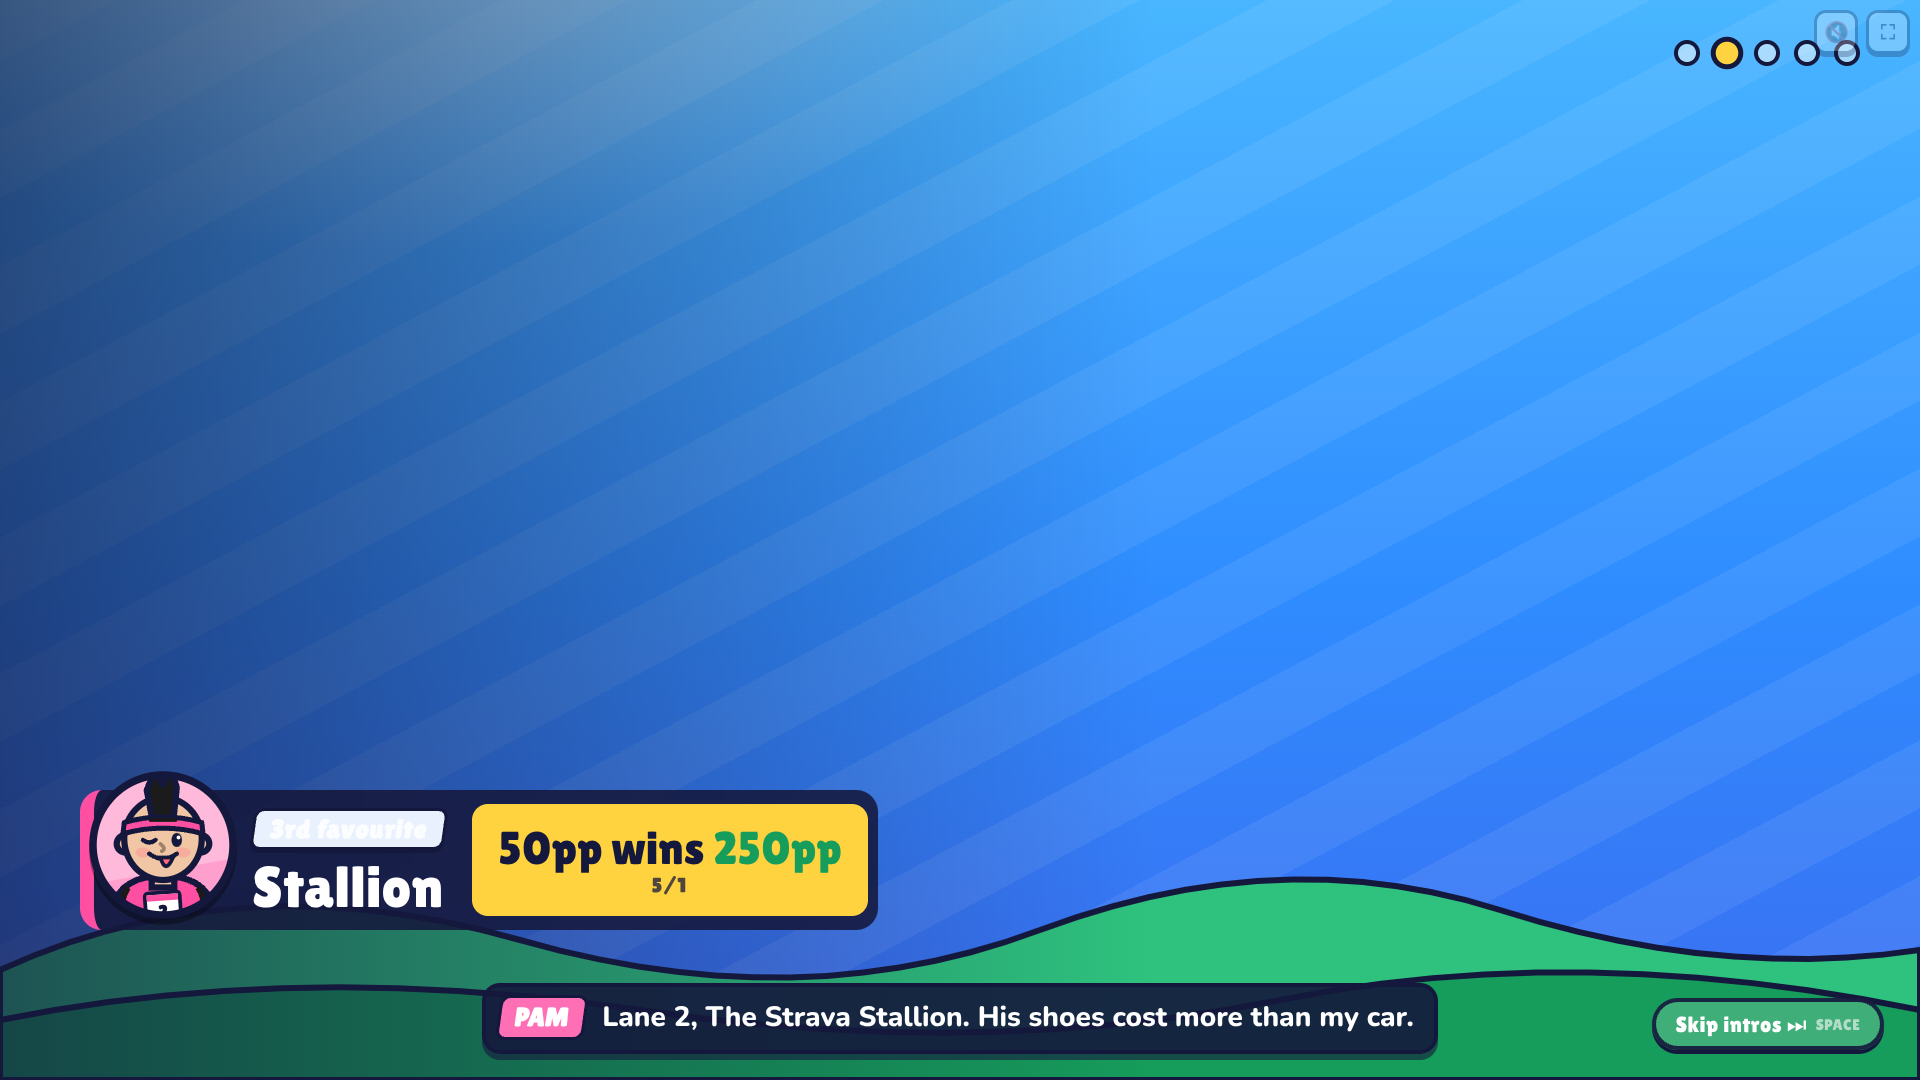 3rd favourite
Stallion
50pp wins 250pp
5/1
2
PAM Lane 2, The Strava Stallion. His shoes cost more than my car.
Skip intros SPACE